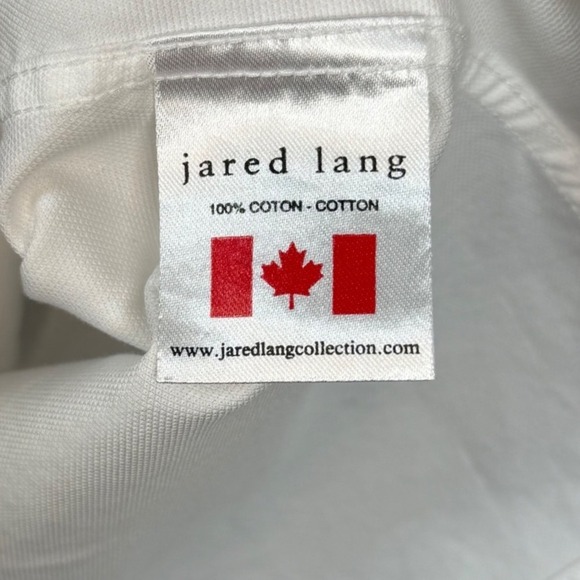 jared lang
100% COTON - COTTON
www.jaredlangcollection.com